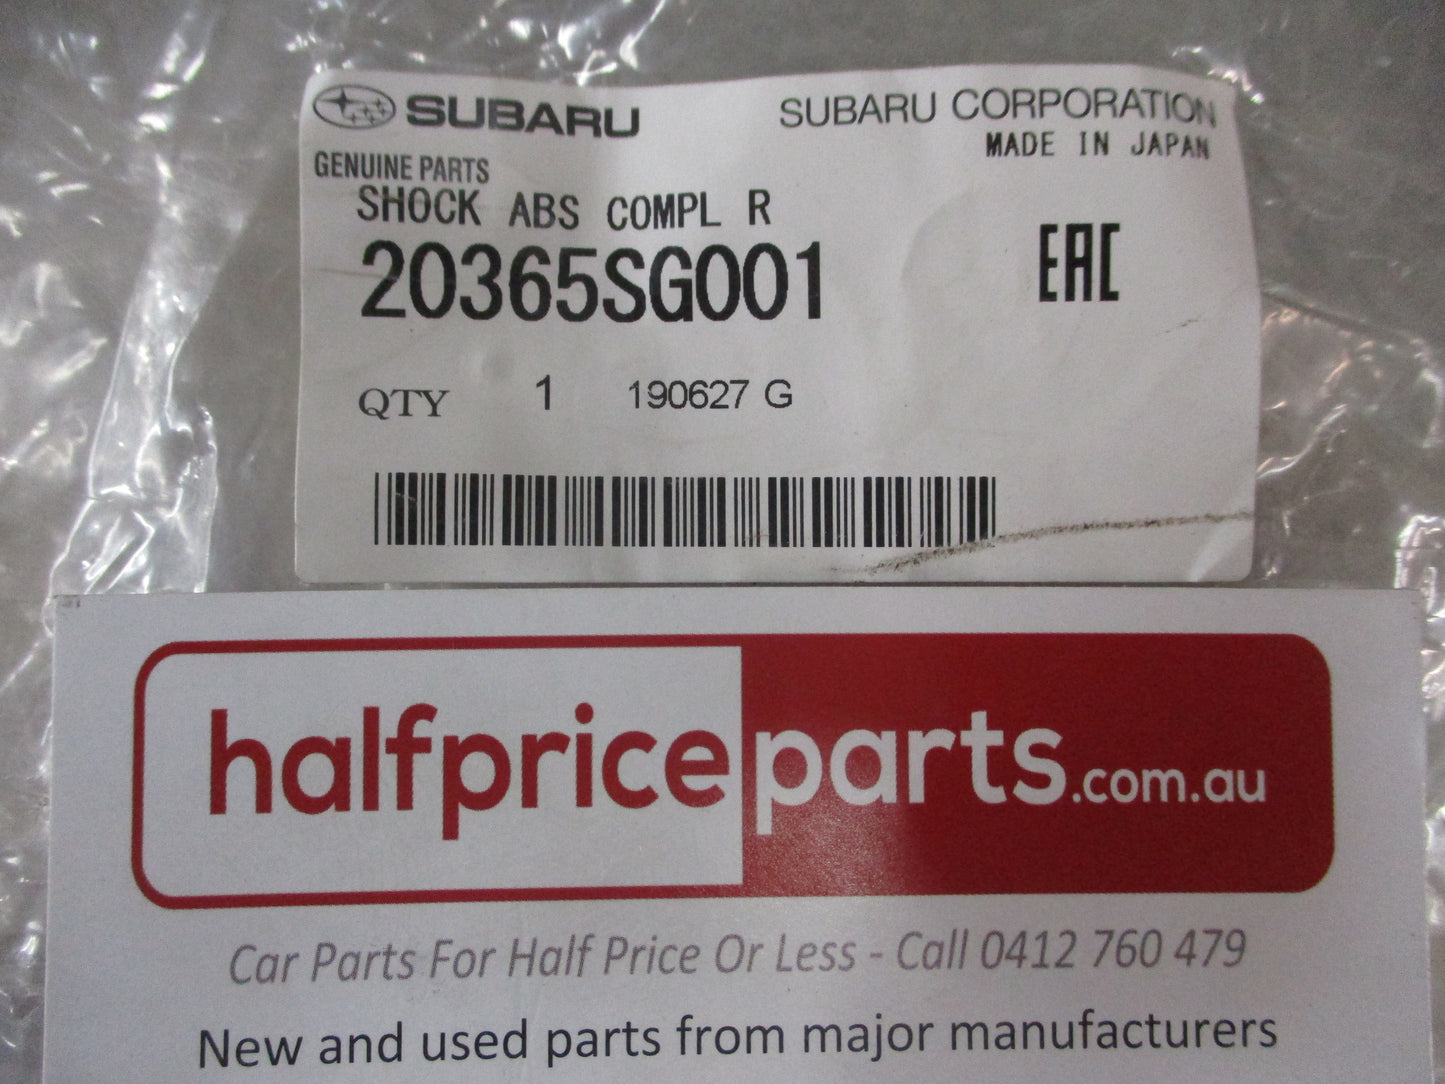 SUBARU
SUBARU CORPORATION
MADE IN JAPAN
GENUINE PARTS
SHOCK ABS COMPL R
20365SG001
EAC
QTY 1 190627 G
halfpriceparts.com.au
Car Parts For Half Price Or Less - Call 0412 760 479
New and used parts from major manufacturers